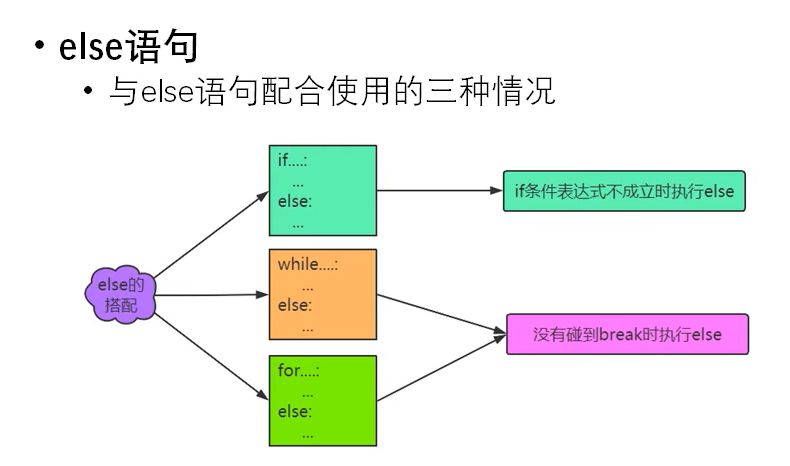 • else语句
• 与else语句配合使用的三种情况
if....:
...
else:
...
if条件表达式不成立时执行else
else的
搭配
while....:
...
else:
...
没有碰到break时执行else
for....:
...
else:
...